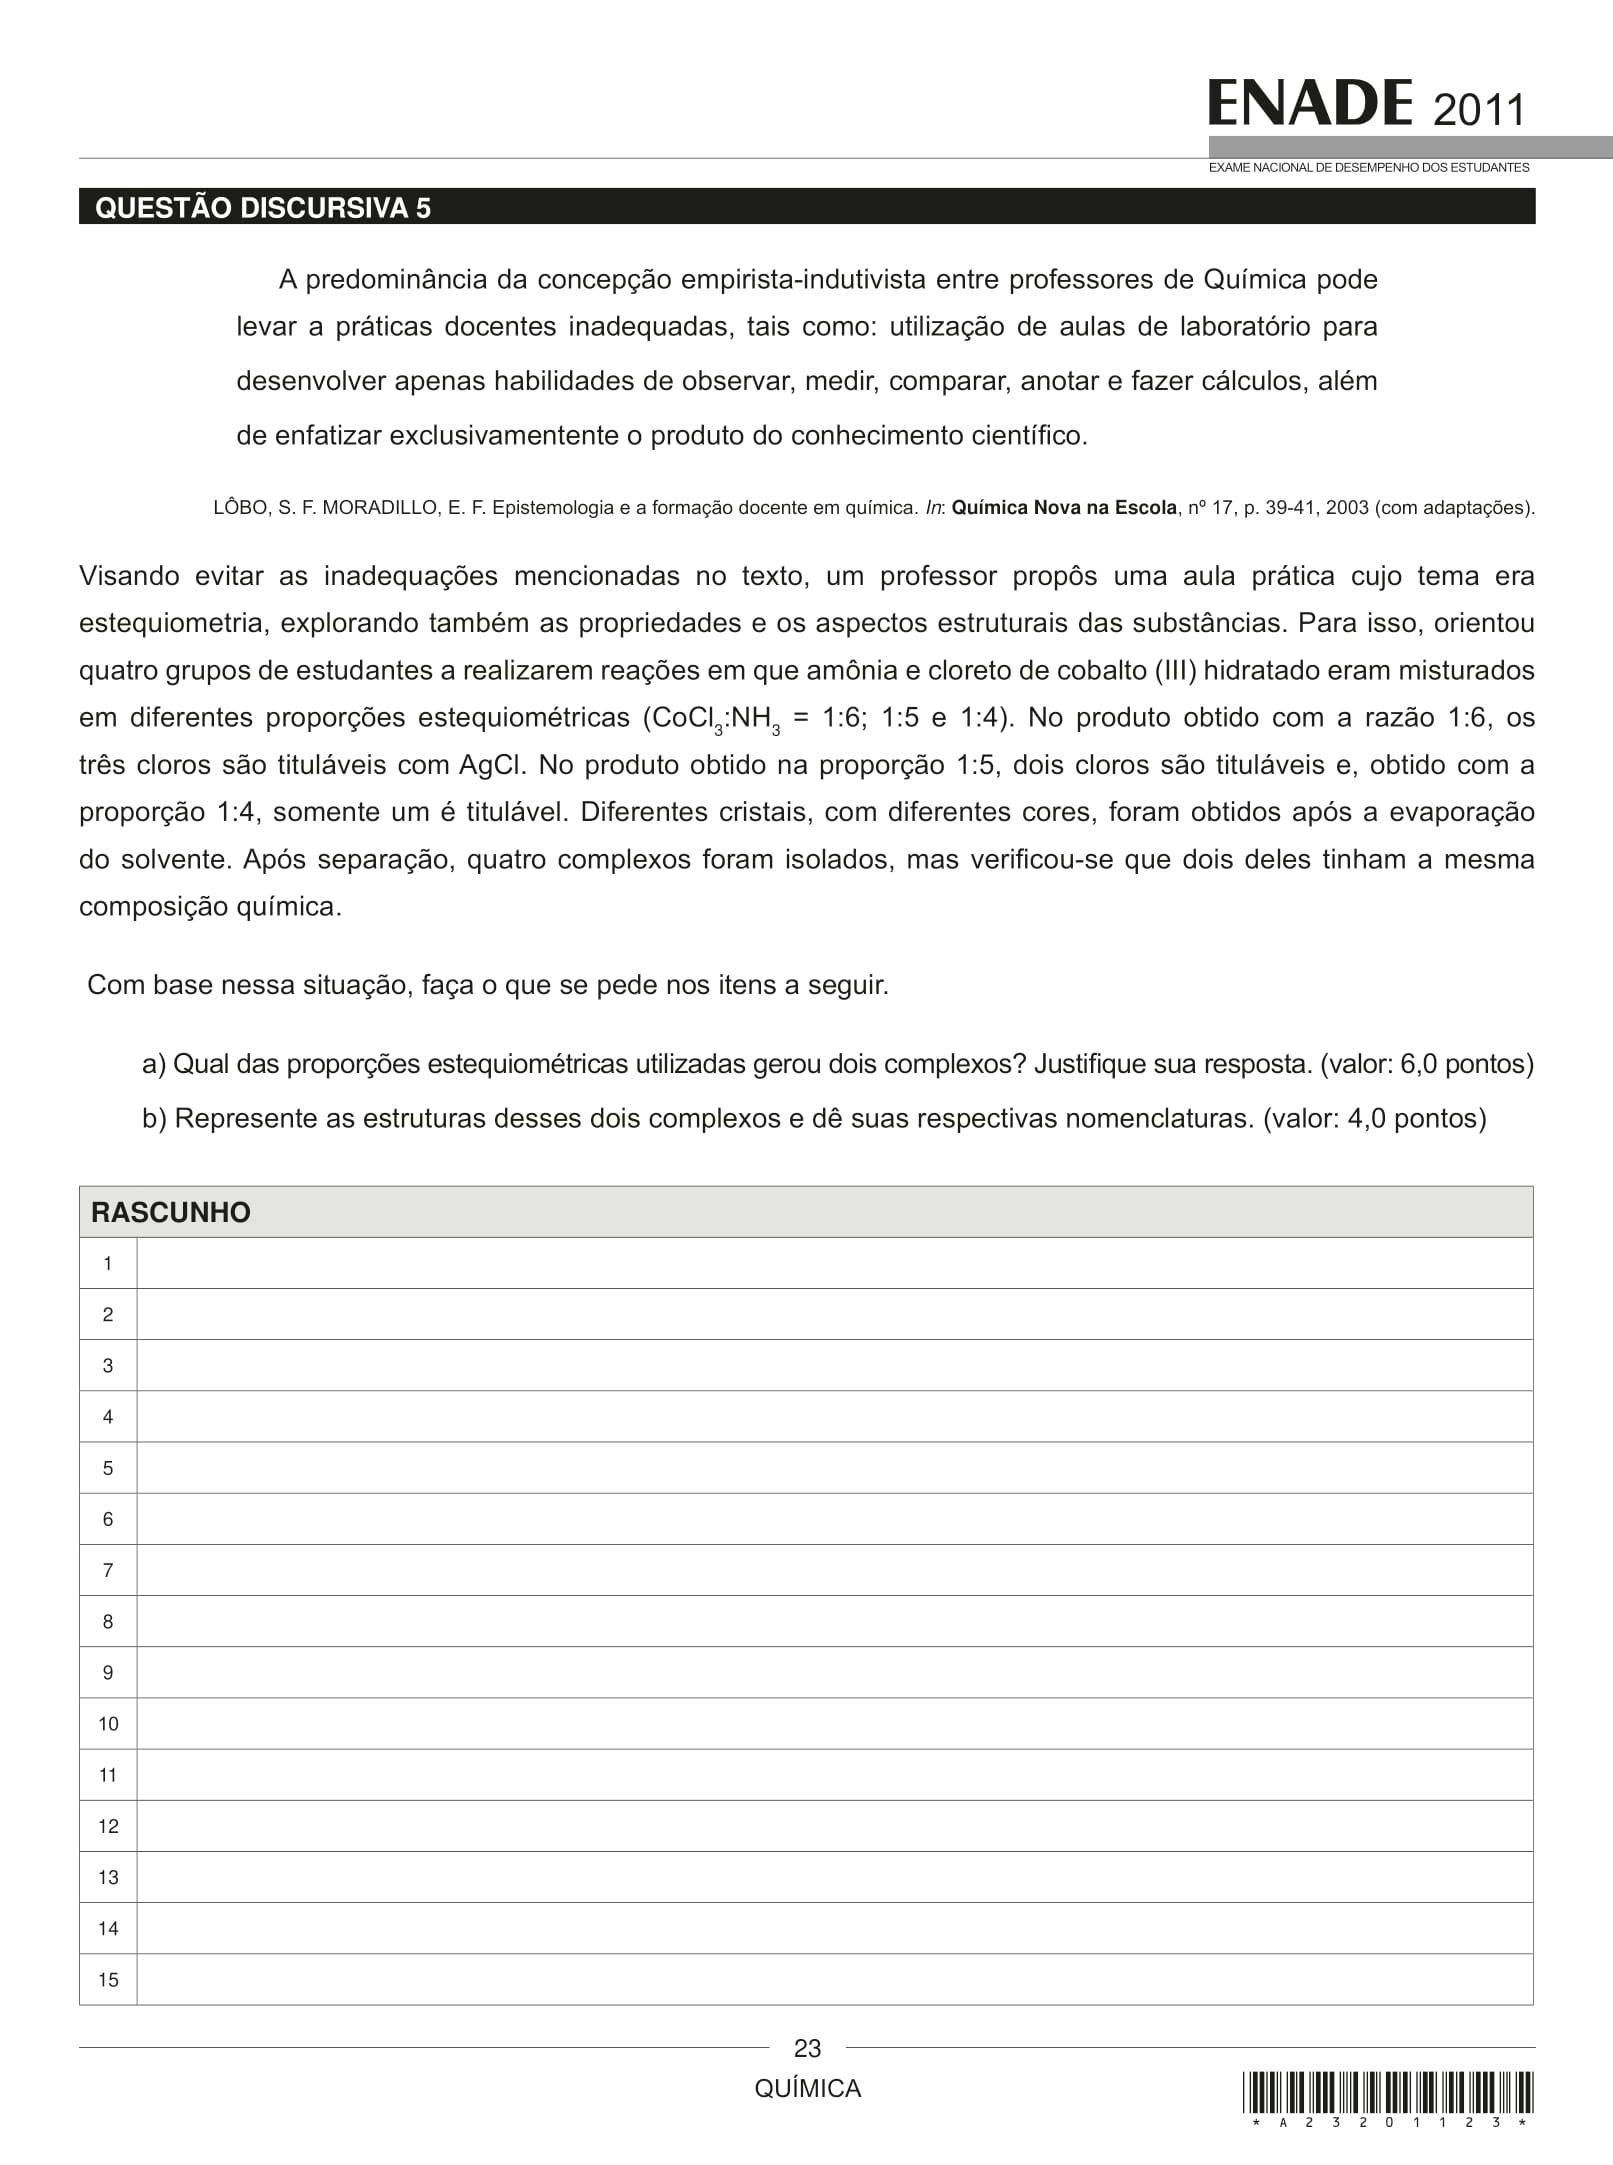 ENADE 2011
EXAME NACIONAL DE DESEMPENHO DOS ESTUDANTES
QUESTÃO DISCURSIVA 5
A predominância da concepção empirista-indutivista entre professores de Química pode
levar a práticas docentes inadequadas, tais como: utilização de aulas de laboratório para
desenvolver apenas habilidades de observar, medir, comparar, anotar e fazer cálculos, além
de enfatizar exclusivamentente o produto do conhecimento científico.
LÔBO, S. F. MORADILLO, E. F. Epistemologia e a formação docente em química. In: Química Nova na Escola, nº 17, p. 39-41, 2003 (com adaptações).
Visando evitar as inadequações mencionadas no texto, um professor propôs uma aula prática cujo tema era
estequiometria, explorando também as propriedades e os aspectos estruturais das substâncias. Para isso, orientou
quatro grupos de estudantes a realizarem reações em que amônia e cloreto de cobalto (III) hidratado eram misturados
em diferentes proporções estequiométricas (CoCl3:NH3 = 1:6; 1:5 e 1:4). No produto obtido com a razão 1:6, os
três cloros são tituláveis com AgCl. No produto obtido na proporção 1:5, dois cloros são tituláveis e, obtido com a
proporção 1:4, somente um é titulável. Diferentes cristais, com diferentes cores, foram obtidos após a evaporação
do solvente. Após separação, quatro complexos foram isolados, mas verificou-se que dois deles tinham a mesma
composição química.
Com base nessa situação, faça o que se pede nos itens a seguir.
a) Qual das proporções estequiométricas utilizadas gerou dois complexos? Justifique sua resposta. (valor: 6,0 pontos)
b) Represente as estruturas desses dois complexos e dê suas respectivas nomenclaturas. (valor: 4,0 pontos)
RASCUNHO
1
2
3
4
5
6
7
8
9
10
11
12
13
14
15
23
QUÍMICA
* A 2 3 2 0 1 1 2 3 *